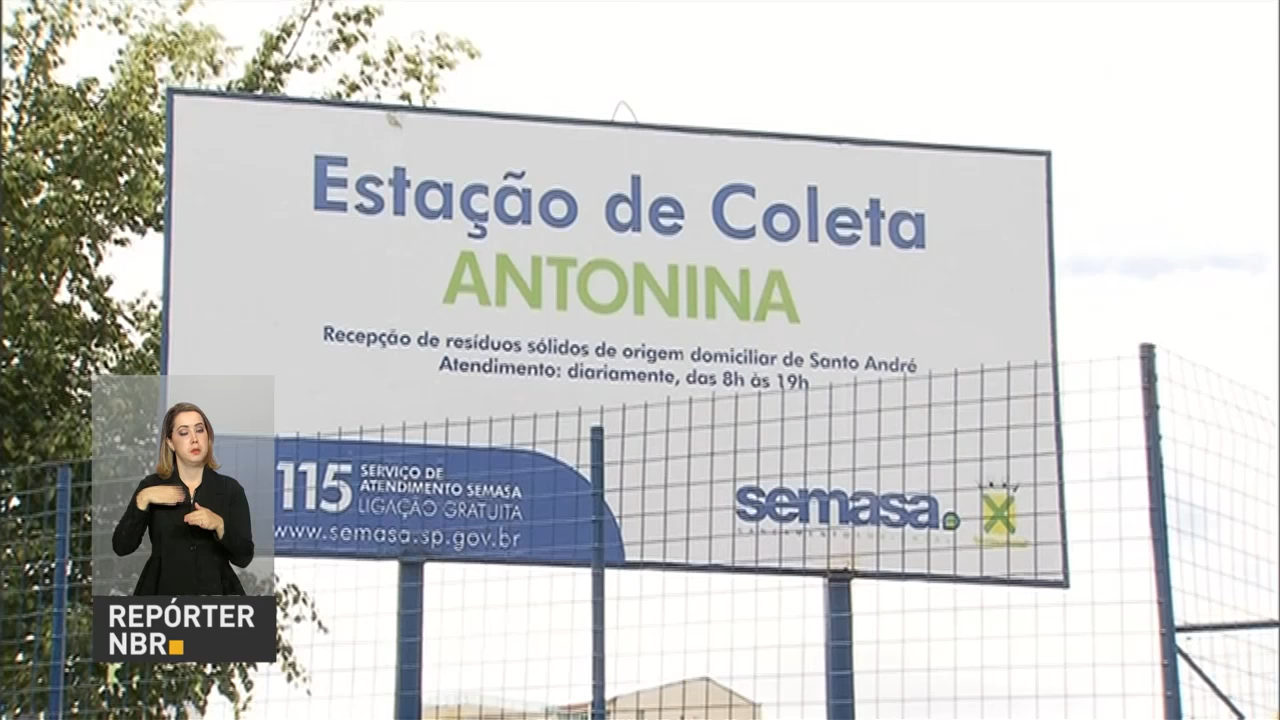 Estação de Coleta
ANTONINA
Recepção de resíduos sólidos de origem domiciliar de Santo André
Atendimento: diariamente, das 8h às 19h
115 SERVIÇO DE
ATENDIMENTO SEMASA
LIGAÇÃO GRATUITA
www.semasa.sp.gov.br
semasa
REPÓRTER
NBR